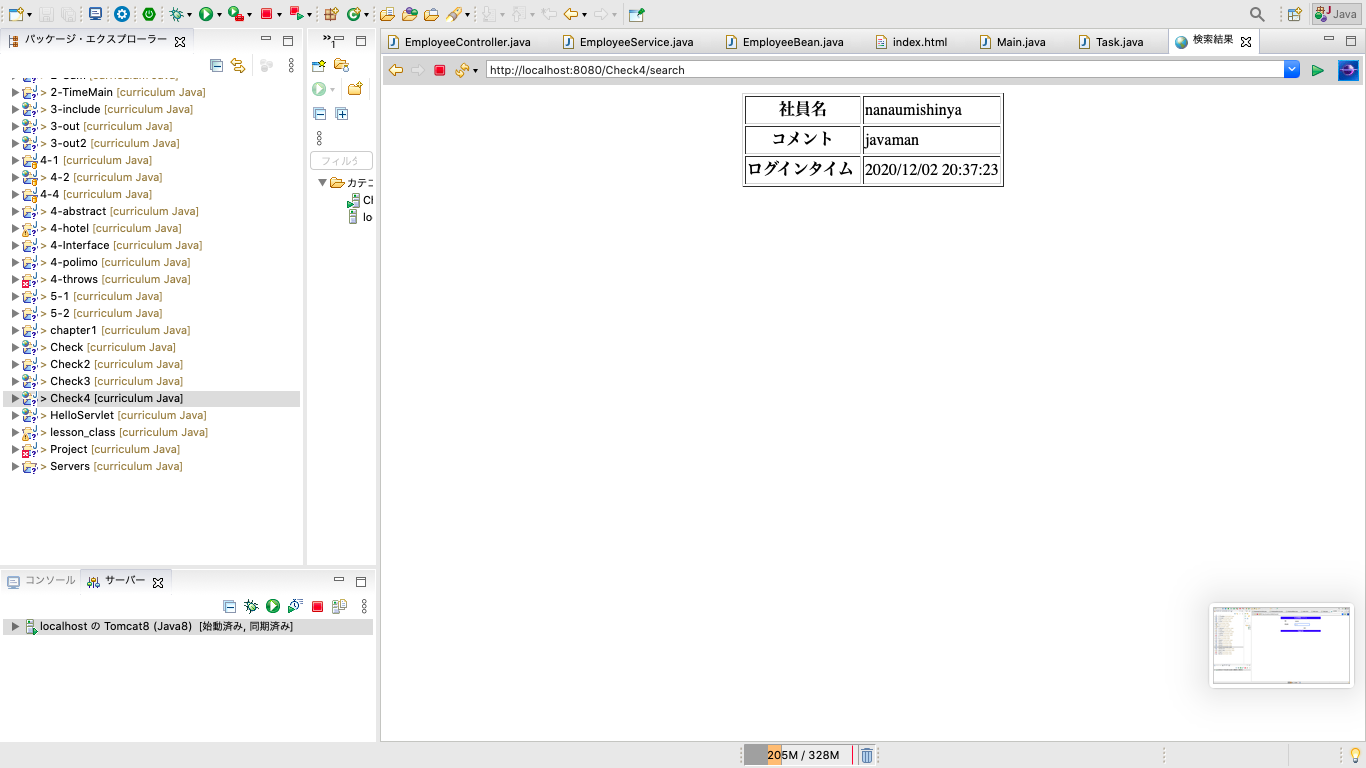 Java
パッケージ・エクスプローラー
»1
EmployeeController.java
EmployeeService.java
EmployeeBean.java
index.html
Main.java
Task.java
検索結果
http://localhost:8080/Check4/search
> 2-TimeMain [curriculum Java]
> 3-include [curriculum Java]
> 3-out [curriculum Java]
> 3-out2 [curriculum Java]
4-1 [curriculum Java]
> 4-2 [curriculum Java]
4-4 [curriculum Java]
> 4-abstract [curriculum Java]
> 4-hotel [curriculum Java]
> 4-Interface [curriculum Java]
> 4-polimo [curriculum Java]
> 4-throws [curriculum Java]
> 5-1 [curriculum Java]
> 5-2 [curriculum Java]
> chapter1 [curriculum Java]
> Check [curriculum Java]
> Check2 [curriculum Java]
> Check3 [curriculum Java]
> Check4 [curriculum Java]
> HelloServlet [curriculum Java]
> lesson_class [curriculum Java]
> Project [curriculum Java]
> Servers [curriculum Java]
フィルタ
カテゴ
Ch
lo
社員名 nanaumishinya
コメント javaman
ログインタイム 2020/12/02 20:37:23
コンソール
サーバー
localhost の Tomcat8 (Java8) [始動済み, 同期済み]
205M / 328M